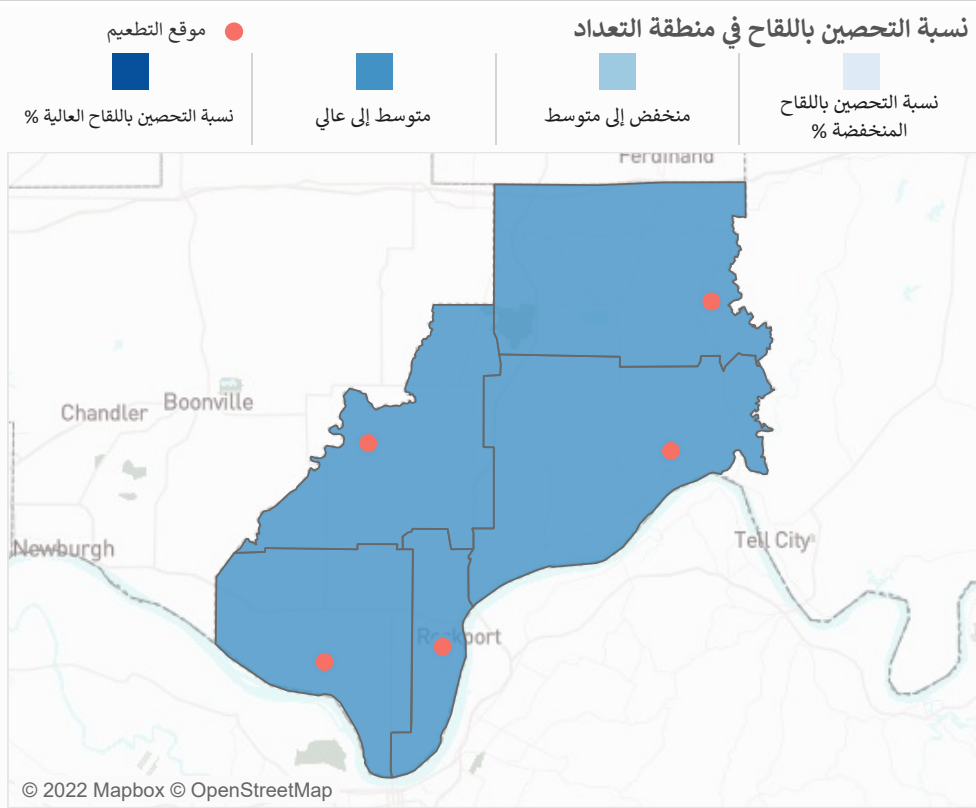 نسبة التحصين باللقاح في منطقة التعداد
موقع التطعيم
نسبة التحصين باللقاح
المنخفضة %
منخفض إلى متوسط
متوسط إلى عالي
نسبة التحصين باللقاح العالية %
Ferdinand
Boonville
Chandler
Tell City
Newburgh
Rockport
© 2022 Mapbox © OpenStreetMap